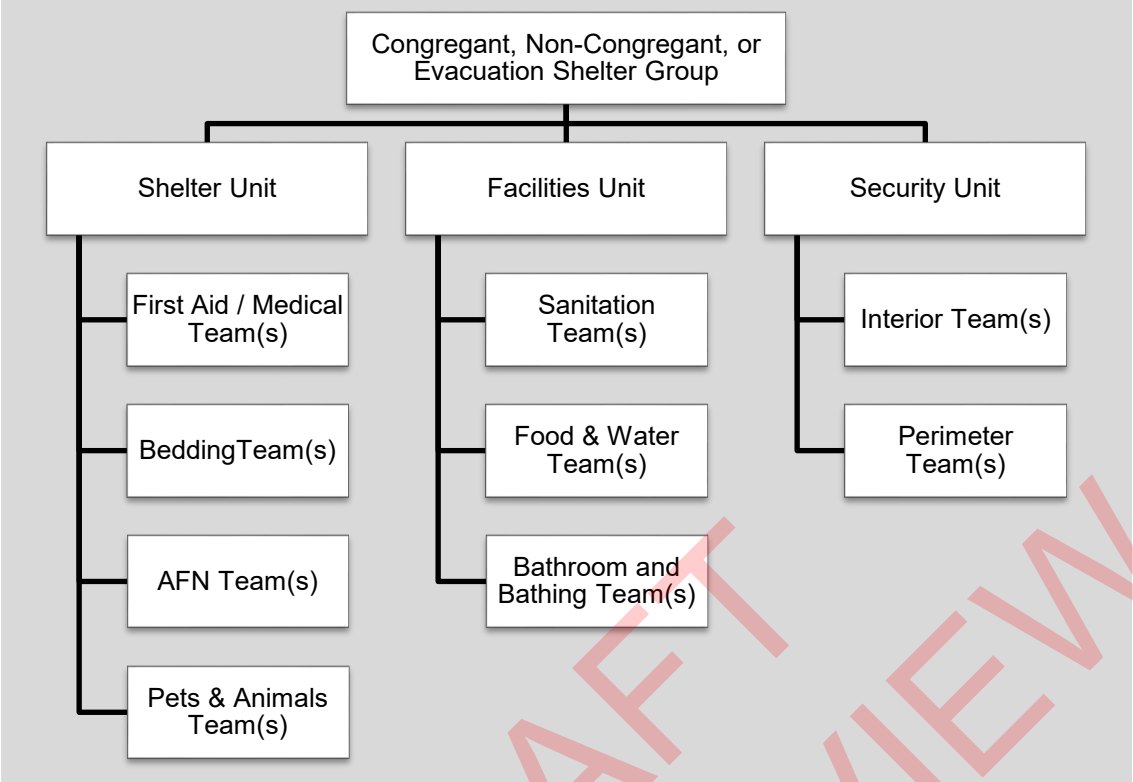 Congregant, Non-Congregant, or
Evacuation Shelter Group
Shelter Unit
Facilities Unit
Security Unit
First Aid / Medical
Team(s)
BeddingTeam(s)
AFN Team(s)
Pets & Animals
Team(s)
Sanitation
Team(s)
Food & Water
Team(s)
Bathroom and
Bathing Team(s)
Interior Team(s)
Perimeter
Team(s)